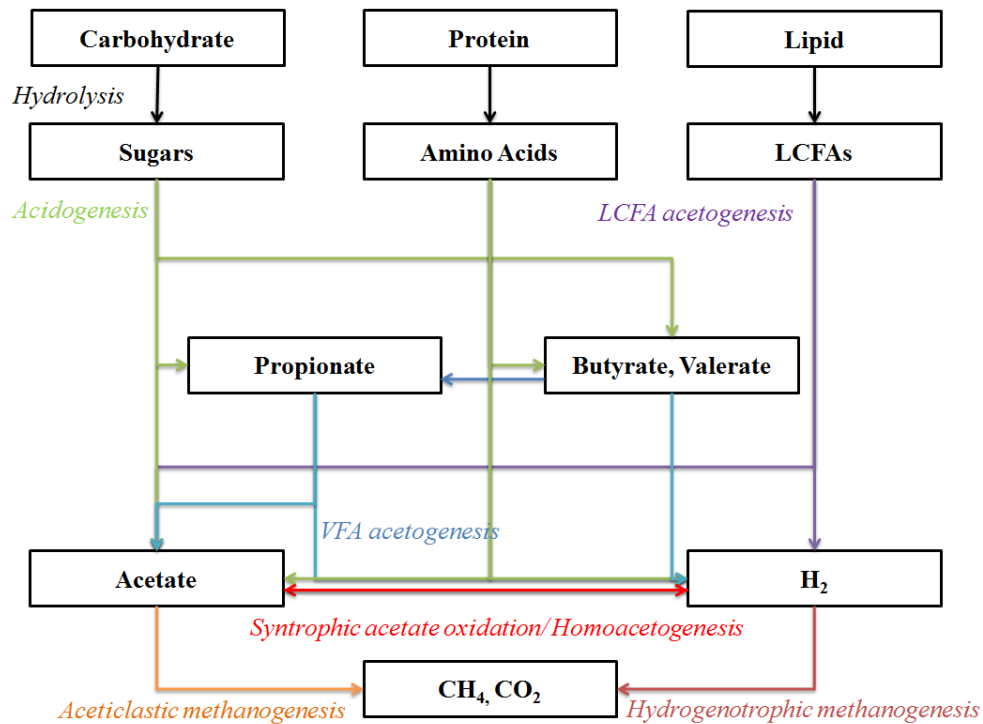 Carbohydrate
Protein
Lipid
Hydrolysis
Sugars
Amino Acids
LCFAs
Acidogenesis
LCFA acetogenesis
Propionate
Butyrate, Valerate
VFA acetogenesis
Acetate
H₂
Syntrophic acetate oxidation/ Homoacetogenesis
CH₄, CO₂
Aceticlastic methanogenesis
Hydrogenotrophic methanogenesis